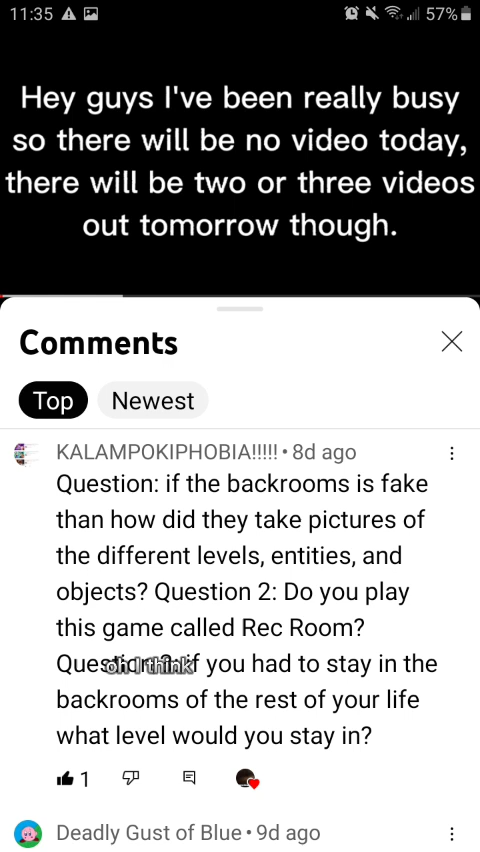 11:35
57%
Hey guys I've been really busy
so there will be no video today,
there will be two or three videos
out tomorrow though.
Comments
Top
Newest
KALAMPOKIPHOBIA!!!!! • 8d ago
Question: if the backrooms is fake
than how did they take pictures of
the different levels, entities, and
objects? Question 2: Do you play
this game called Rec Room?
if you had to stay in the
oh I think
backrooms of the rest of your life
what level would you stay in?
1
Deadly Gust of Blue • 9d ago